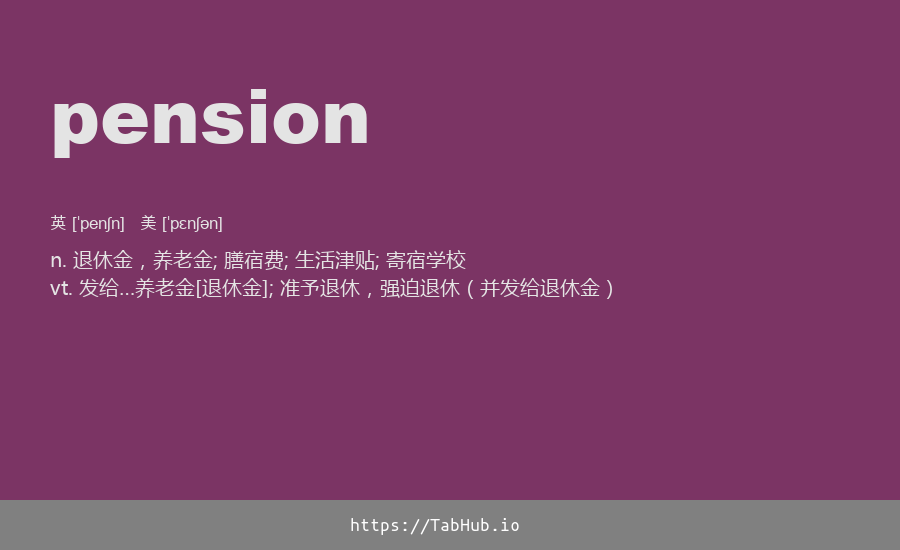 pension
英 [ˈpenʃn] 美 [ˈpɛnʃən]
n. 退休金，养老金; 膳宿费; 生活津贴; 寄宿学校
vt. 发给…养老金[退休金]; 准予退休，强迫退休（并发给退休金）
https://TabHub.io